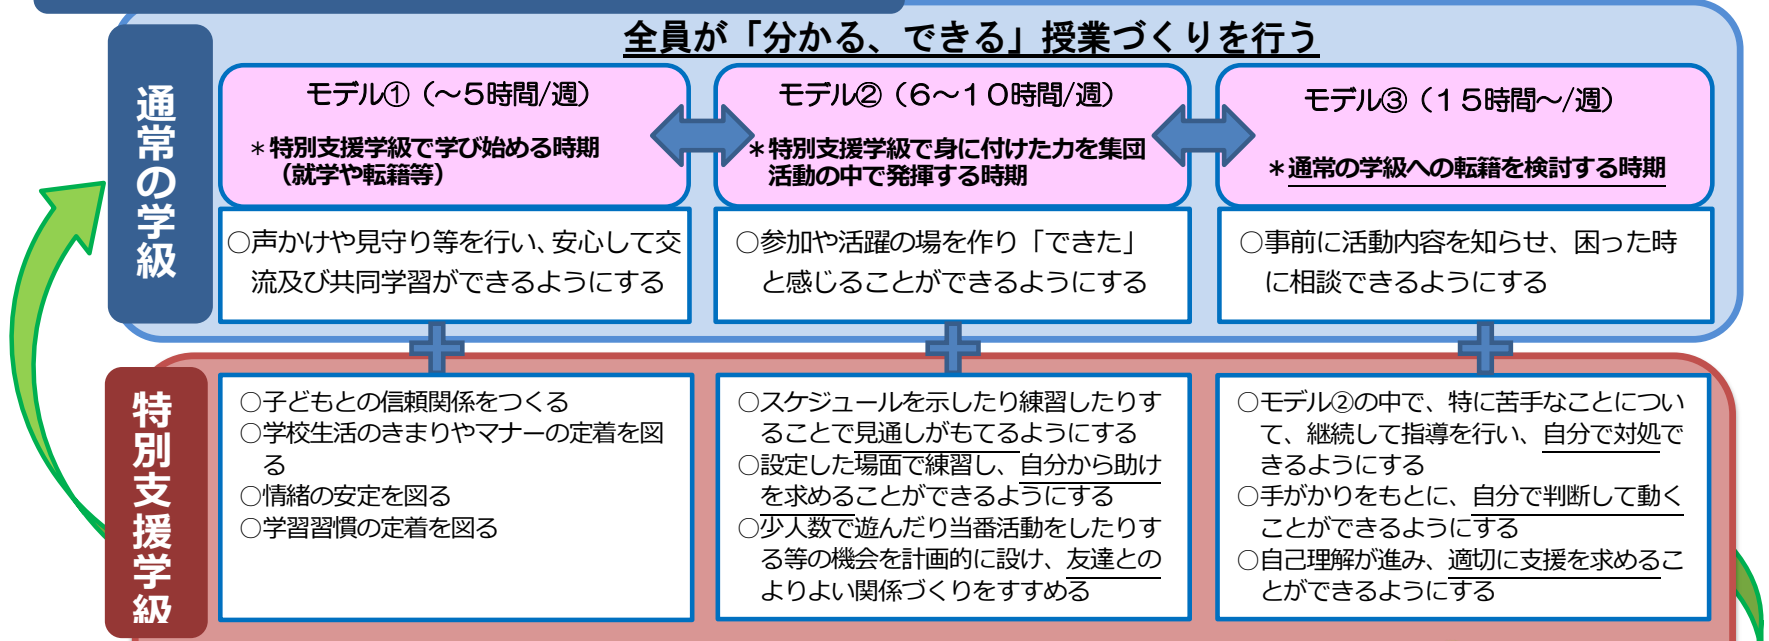 全員が「分かる、できる」授業づくりを行う
通常の学級
モデル①（～５時間/週）
＊特別支援学級で学び始める時期
（就学や転籍等）
モデル②（６～１０時間/週）
＊特別支援学級で身に付けた力を集団
活動の中で発揮する時期
モデル③（１５時間～/週）
＊通常の学級への転籍を検討する時期
○声かけや見守り等を行い、安心して交
流及び共同学習ができるようにする
○参加や活躍の場を作り「できた」
と感じることができるようにする
○事前に活動内容を知らせ、困った時
に相談できるようにする
特別支援学級
○子どもとの信頼関係をつくる
○学校生活のきまりやマナーの定着を図
る
○情緒の安定を図る
○学習習慣の定着を図る
○スケジュールを示したり練習したりす
ることで見通しがもてるようにする
○設定した場面で練習し、自分から助け
を求めることができるようにする
○少人数で遊んだり当番活動をしたりす
る等の機会を計画的に設け、友達との
よりよい関係づくりをすすめる
○モデル②の中で、特に苦手なことについ
て、継続して指導を行い、自分で対処で
きるようにする
○手がかりをもとに、自分で判断して動く
ことができるようにする
○自己理解が進み、適切に支援を求めるこ
とができるようにする